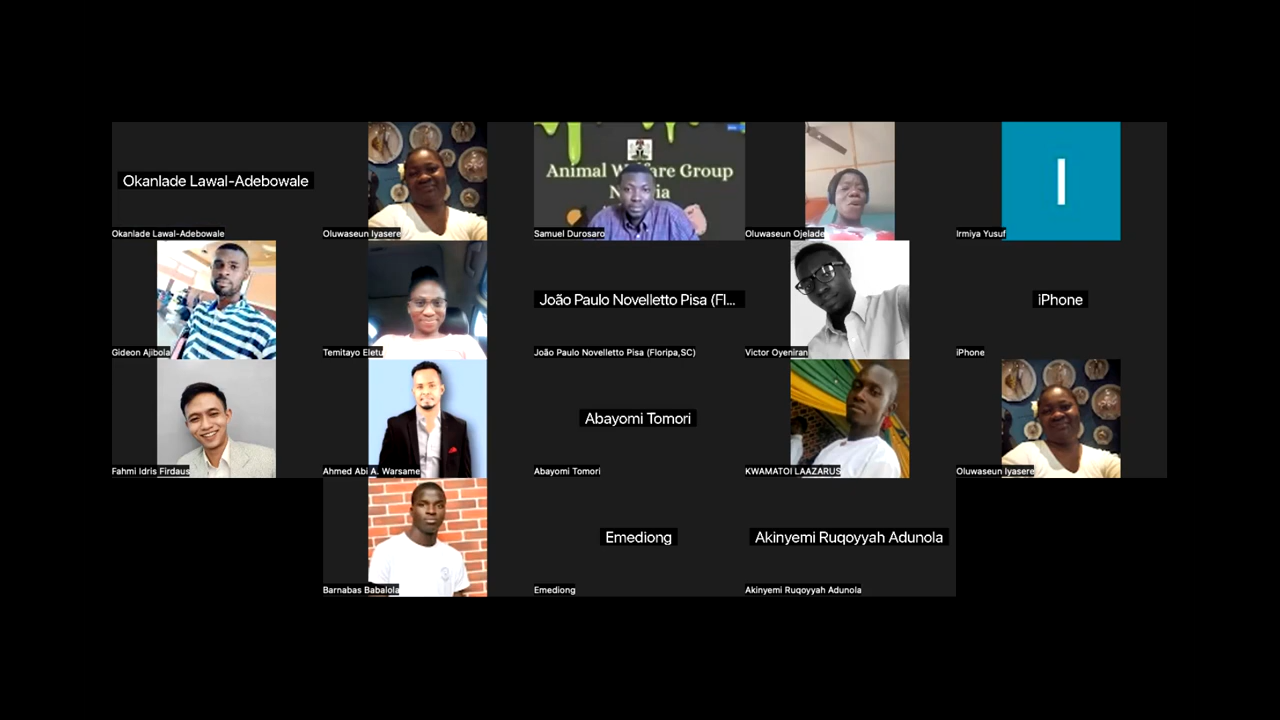 Okanlade Lawal-Adebowale
Okanlade Lawal-Adebowale
Oluwaseun Iyasere
Animal W fare Group
N ia
Samuel Durosaro
Oluwaseun Ojelade
I
Irmiya Yusuf
Gideon Ajibola
Temitayo Eletu
João Paulo Novelletto Pisa (Fl...
João Paulo Novelletto Pisa (Floripa,SC)
Victor Oyeniran
iPhone
iPhone
Fahmi Idris Firdaus
Ahmed Abi A. Warsame
Abayomi Tomori
Abayomi Tomori
KWAMATOI LAAZARUS
Oluwaseun Iyasere
Barnabas Babalola
Emediong
Emediong
Akinyemi Ruqoyyah Adunola
Akinyemi Ruqoyyah Adunola